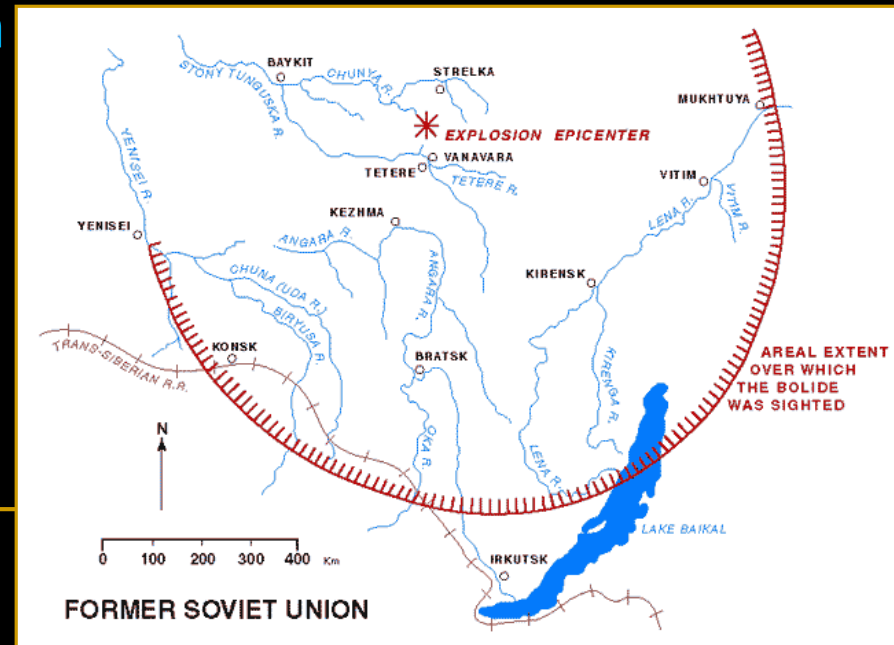 BAYKIT
CHUNYA R.
STRELKA
STONY TUNGUSKA R.
MUKHTUYA
EXPLOSION EPICENTER
VANAVARA
TETERE
TETERE R.
YENISEI R.
VITIM
VITIM R.
LENA R.
KEZHMA
YENISEI
ANGARA R.
ANGARA R.
CHUNA (UDA R.)
KIRENSK
BIRYUSA R.
KONSK
TRANS-SIBERIAN R.R.
BRATSK
KIRENGA R.
AREAL EXTENT
OVER WHICH
THE BOLIDE
WAS SIGHTED
N
OKA R.
LENA R.
LAKE BAIKAL
IRKUTSK
0 100 200 300 400 Km
FORMER SOVIET UNION